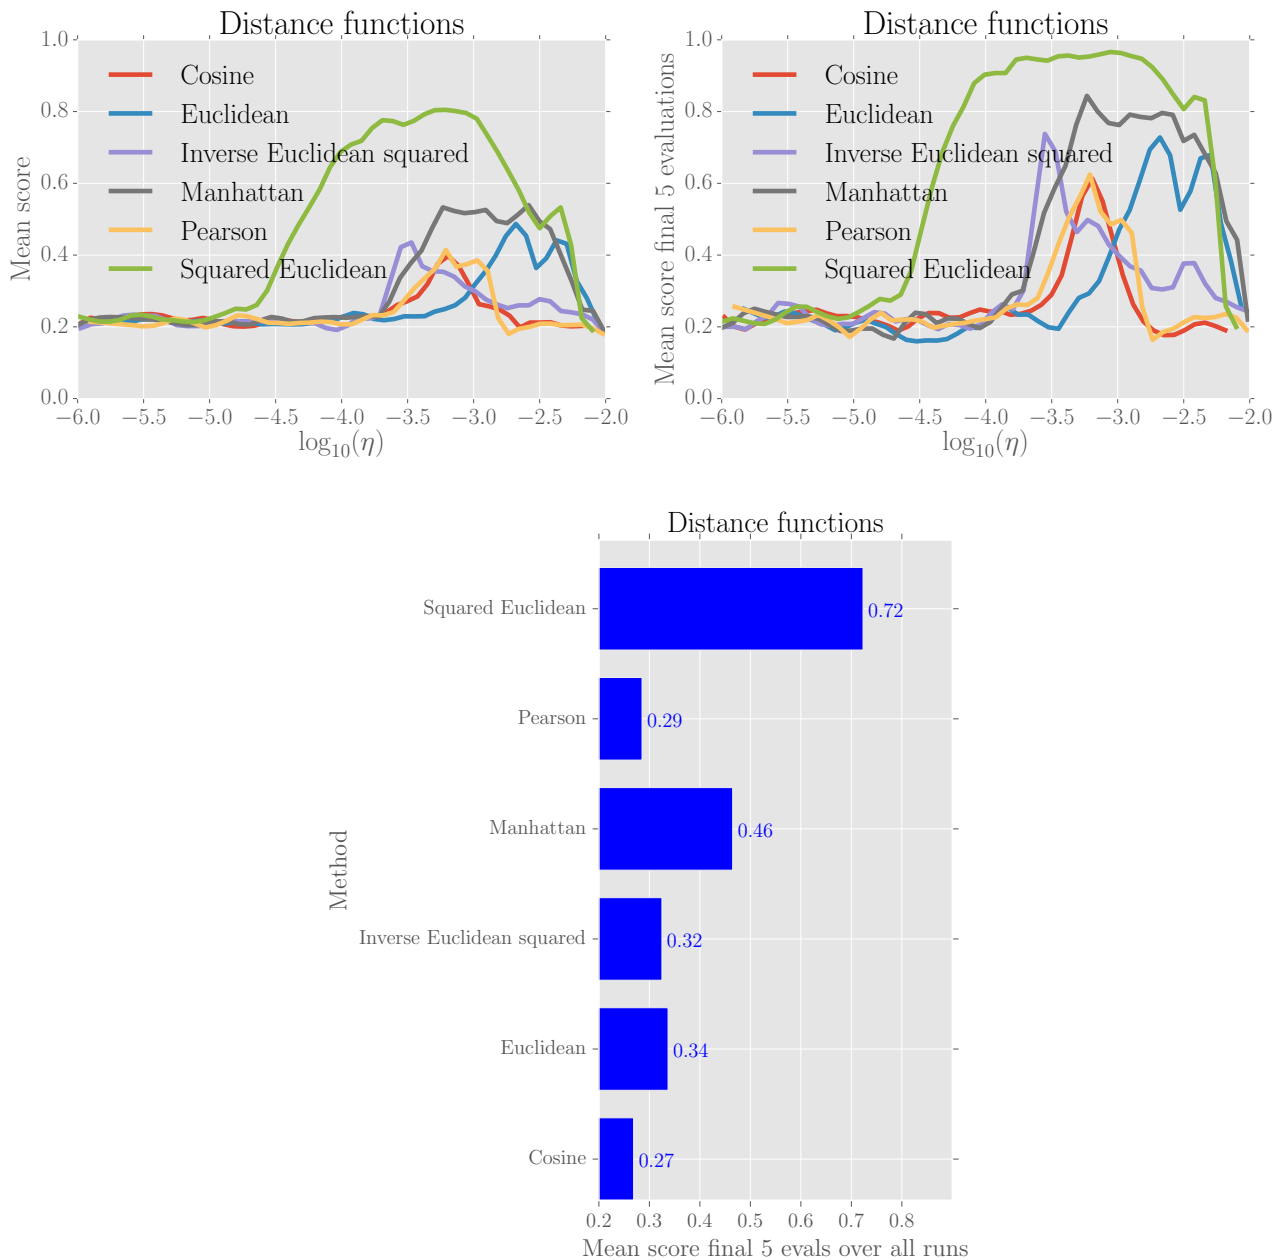 Distance functions
1.0
0.8
0.6
0.4
0.2
0.0
Mean score
Cosine
Euclidean
Inverse Euclidean squared
Manhattan
Pearson
Squared Euclidean
−6.0 −5.5 −5.0 −4.5 −4.0 −3.5 −3.0 −2.5 −2.0
log₁₀(η)
Distance functions
1.0
0.8
0.6
0.4
0.2
0.0
Mean score final 5 evaluations
Cosine
Euclidean
Inverse Euclidean squared
Manhattan
Pearson
Squared Euclidean
−6.0 −5.5 −5.0 −4.5 −4.0 −3.5 −3.0 −2.5 −2.0
log₁₀(η)
Distance functions
Method
Squared Euclidean 0.72
Pearson 0.29
Manhattan 0.46
Inverse Euclidean squared 0.32
Euclidean 0.34
Cosine 0.27
0.2 0.3 0.4 0.5 0.6 0.7 0.8
Mean score final 5 evals over all runs